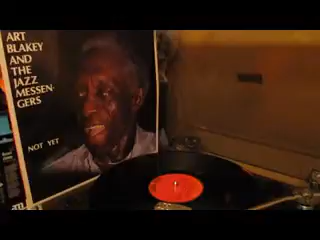 ART
BLAKEY
AND
THE
JAZZ
MESSEN-
GERS
NOT YET